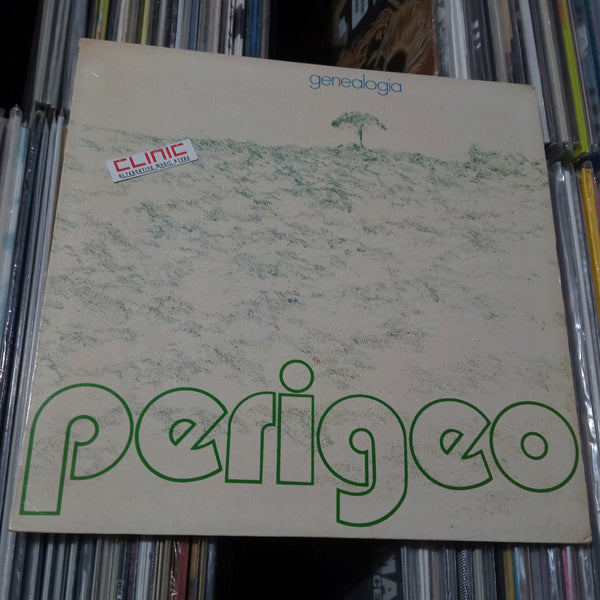 genealogia
CLINIC
ALTERNATIVE MUSIC STORE
perigeo